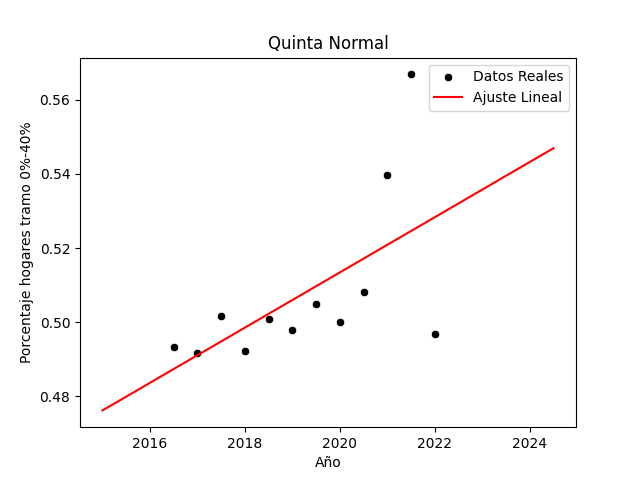 Quinta Normal
Datos Reales
Ajuste Lineal
0.56
0.54
0.52
0.50
0.48
Porcentaje hogares tramo 0%-40%
2016 2018 2020 2022 2024
Año